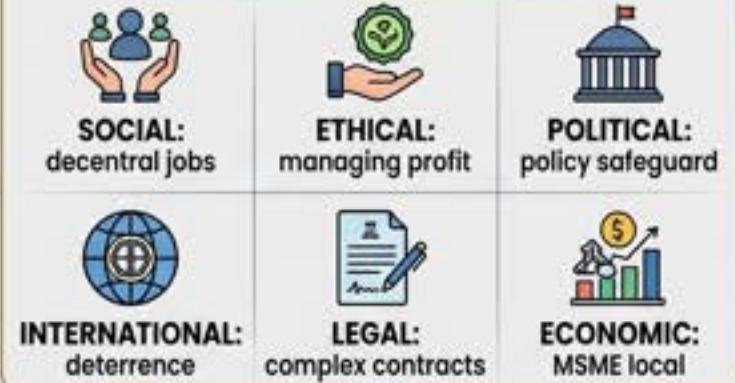 SOCIAL:
decentral jobs
ETHICAL:
managing profit
POLITICAL:
policy safeguard
INTERNATIONAL:
deterrence
LEGAL:
complex contracts
ECONOMIC:
MSME local
$